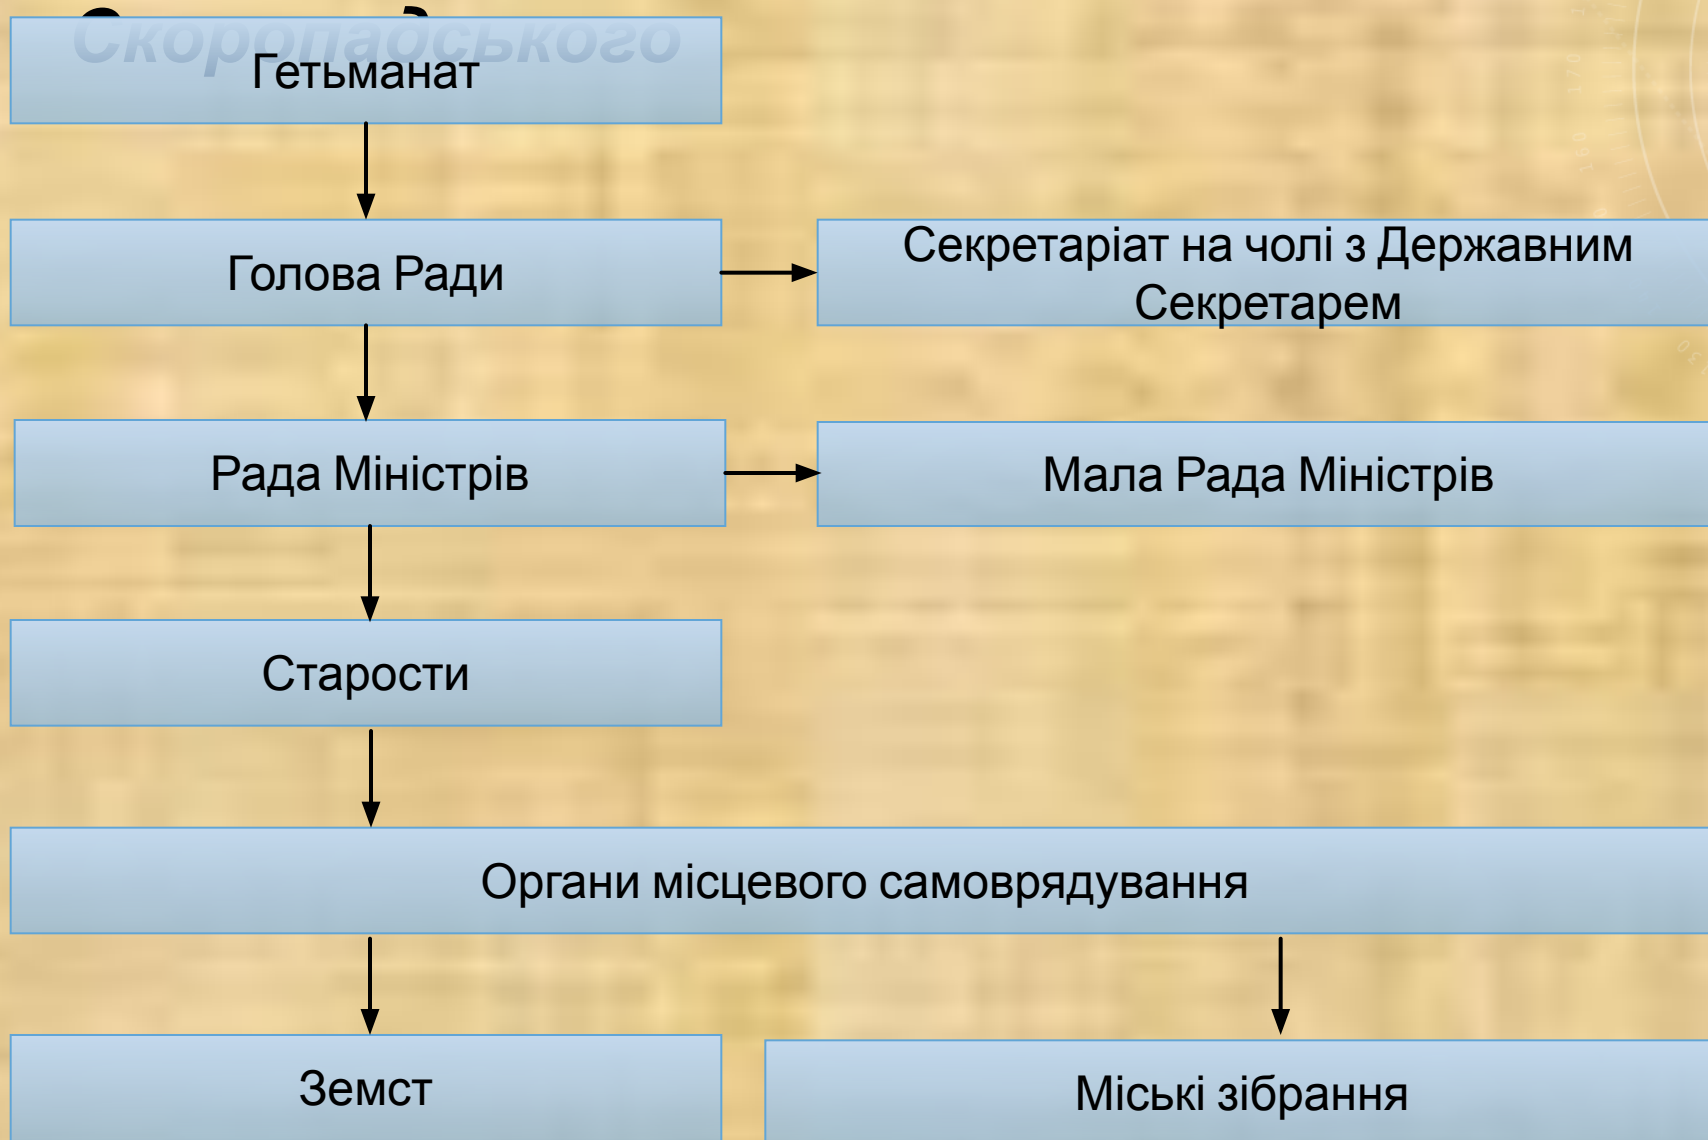 Скоропадського
Гетьманат
Голова Ради
Секретаріат на чолі з Державним
Секретарем
Рада Міністрів
Мала Рада Міністрів
Старости
Органи місцевого самоврядування
Земст
Міські зібрання